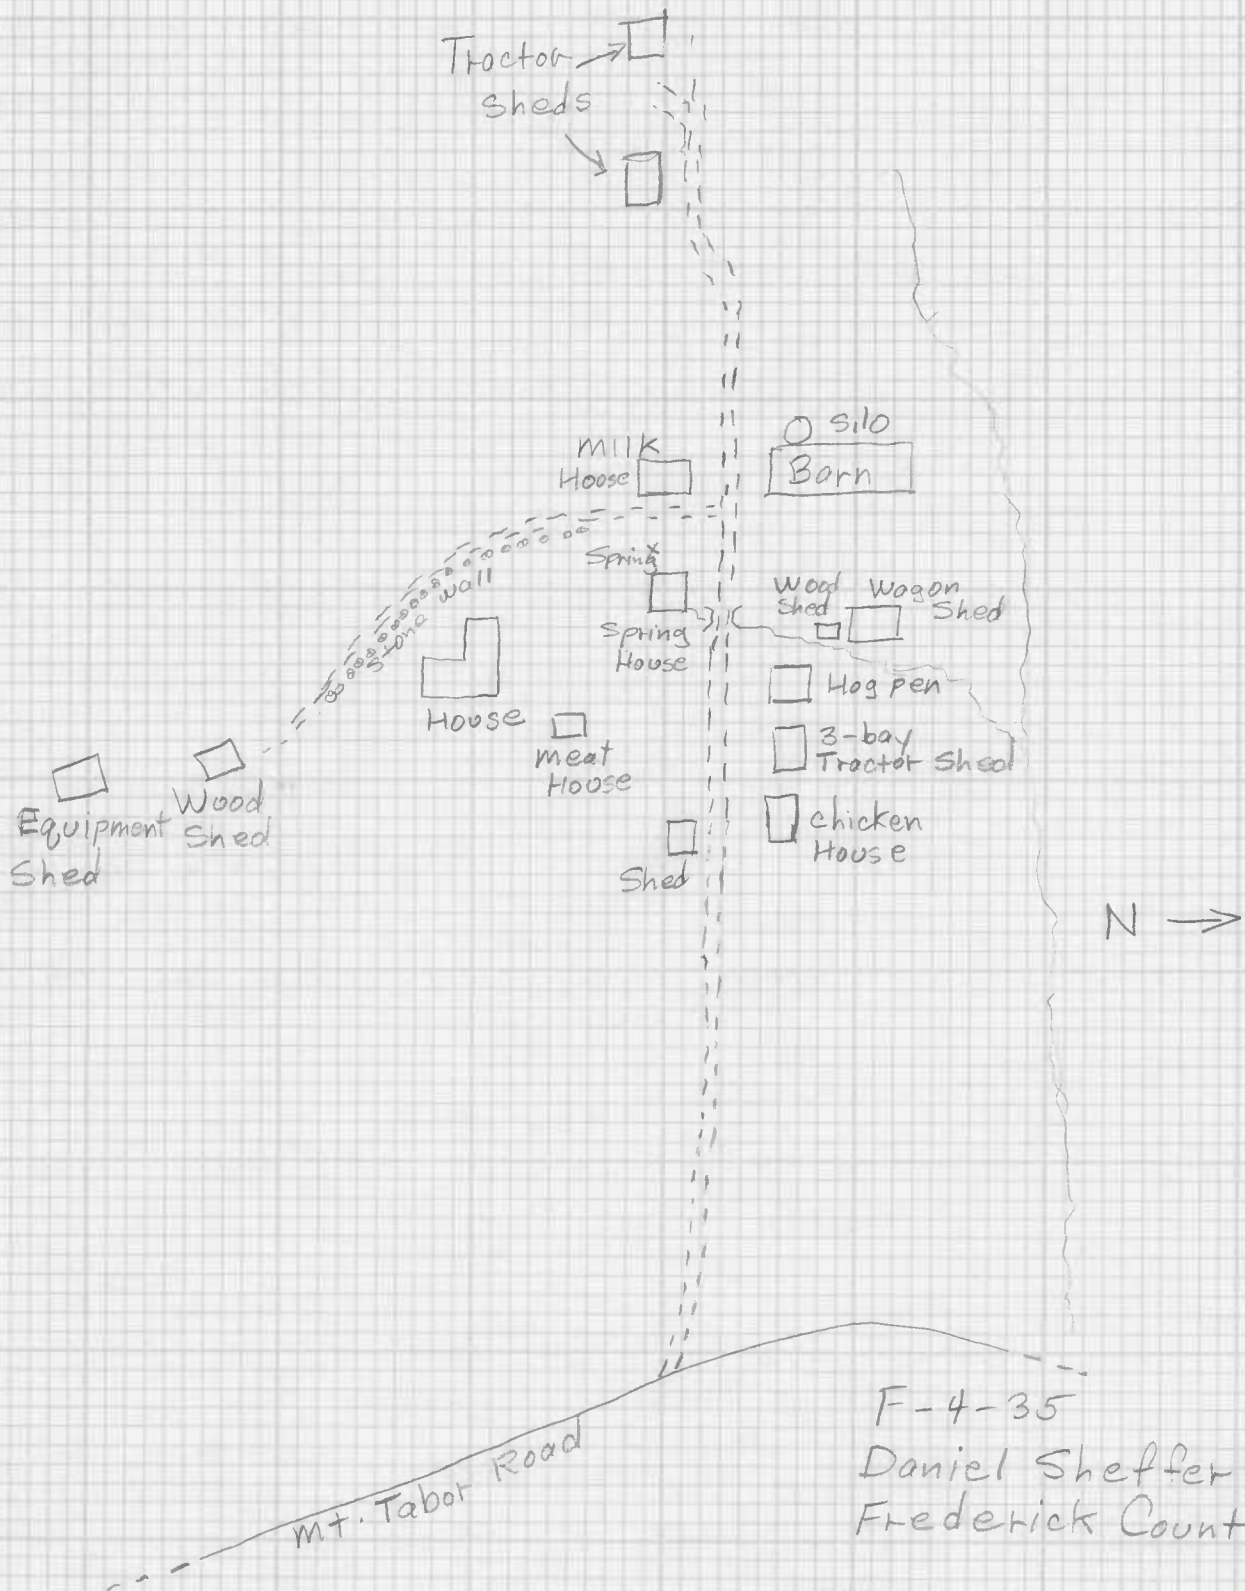 Tractor
sheds
Silo
Milk
House
Barn
Spring
Stone Wall
Wood
Shed
Wagon
Shed
Spring
House
Hog pen
House
Meat
House
3-bay
Tractor Shed
Wood
Shed
Equipment
Shed
Chicken
House
Shed
N
Mt. Tabor Road
F-4-35
Daniel Sheffer
Frederick Count